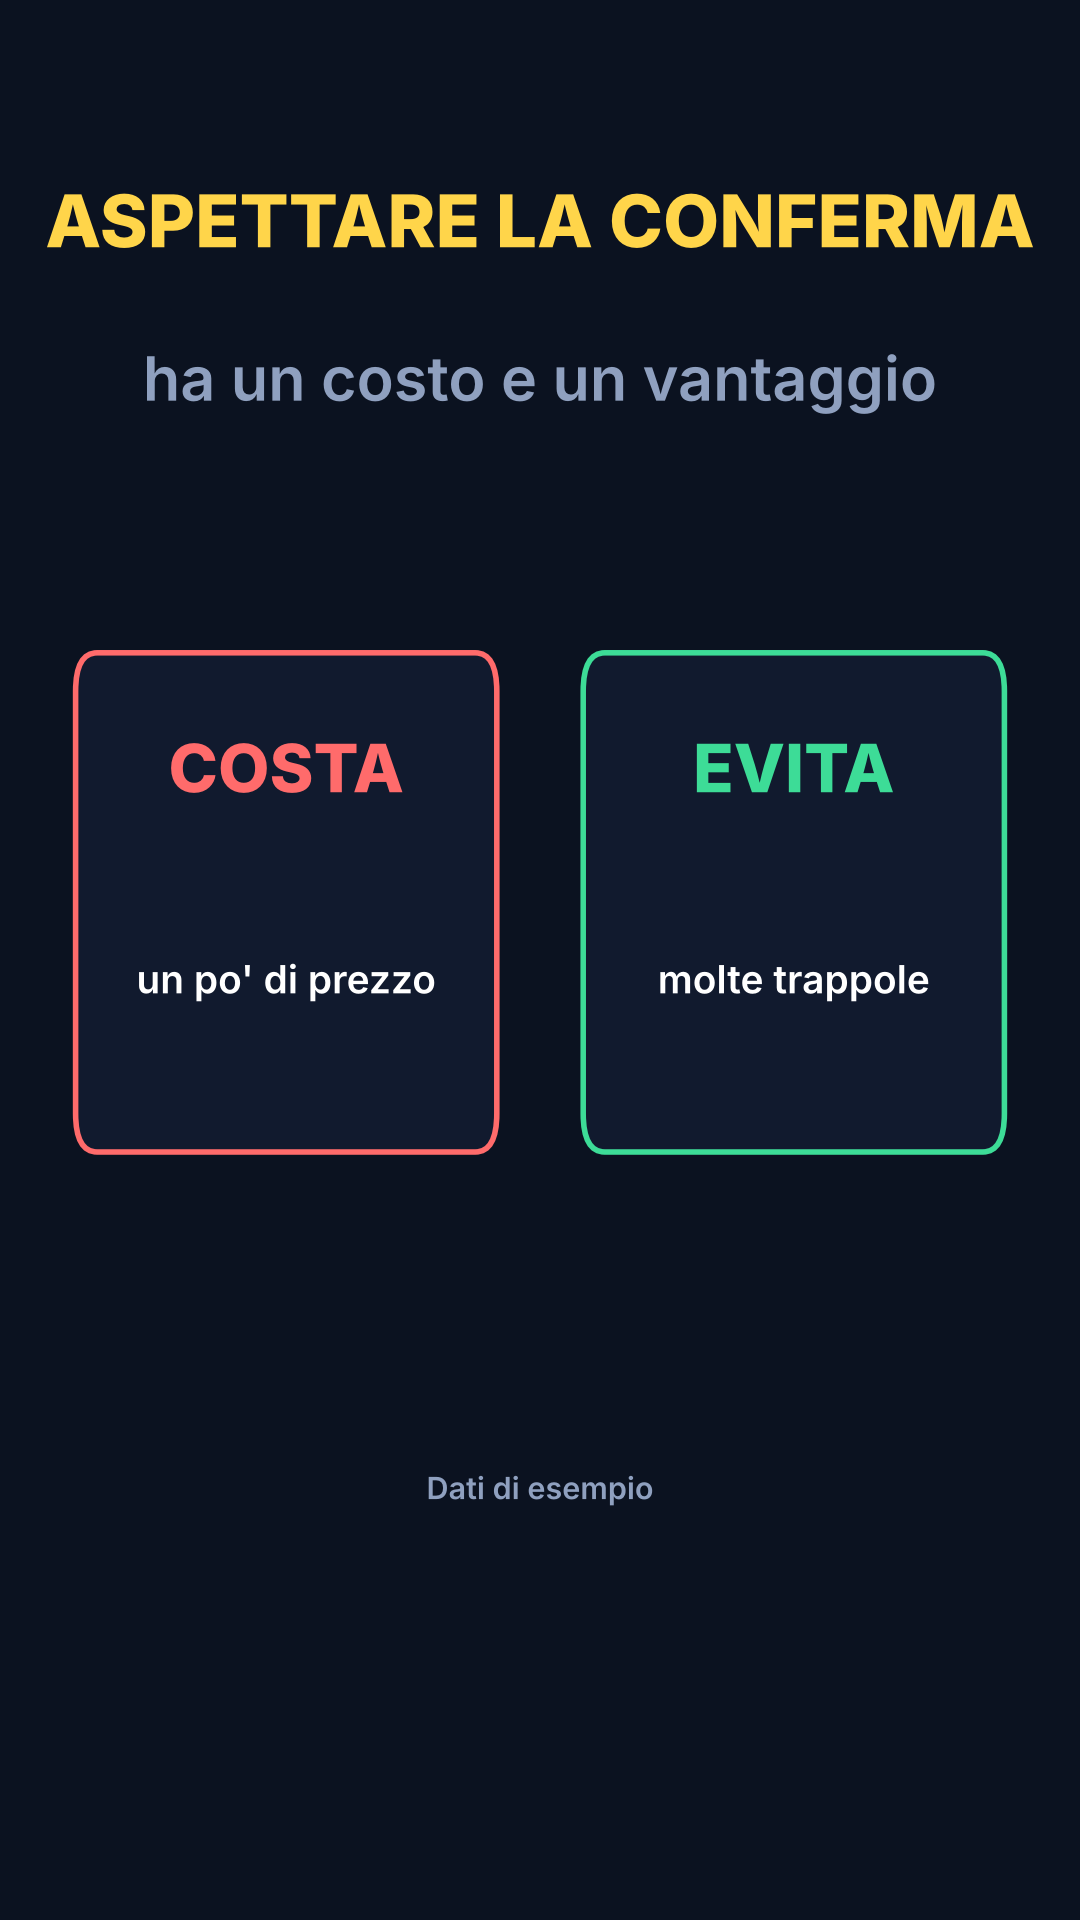 ASPETTARE LA CONFERMA
ha un costo e un vantaggio
COSTA
un po' di prezzo
EVITA
molte trappole
Dati di esempio